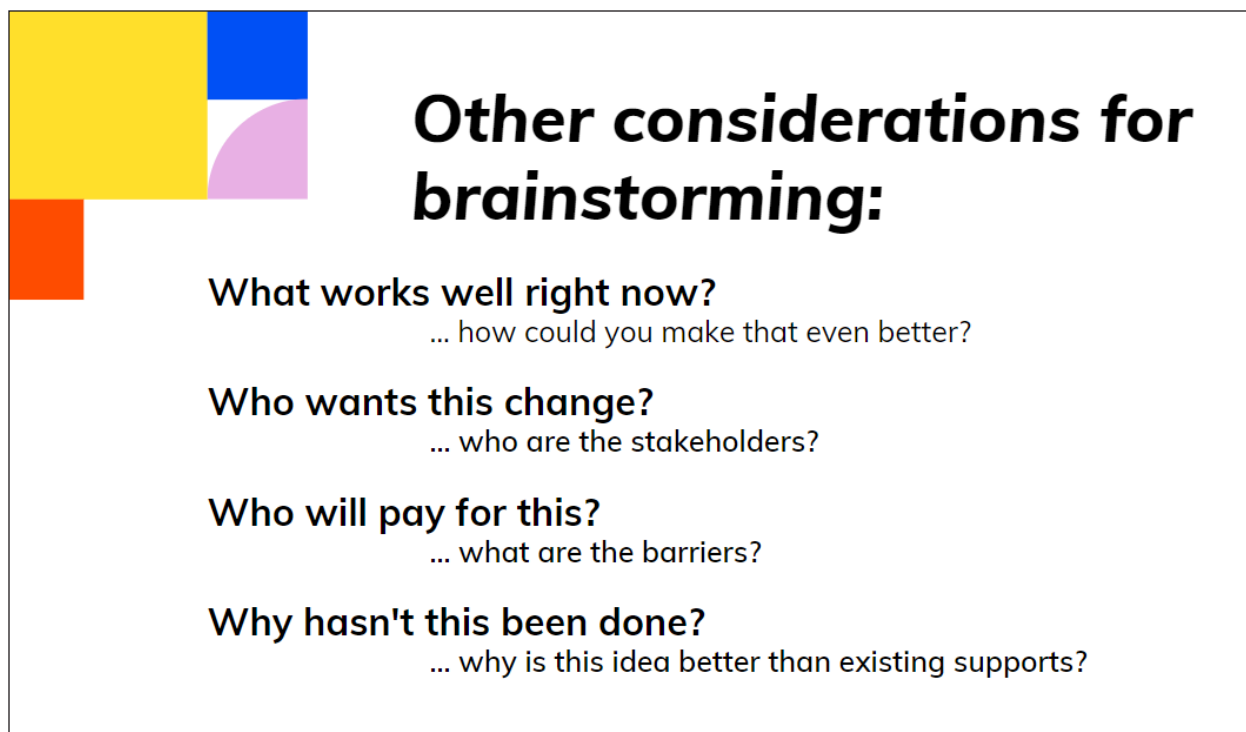 Other considerations for
brainstorming:
What works well right now?
... how could you make that even better?
Who wants this change?
... who are the stakeholders?
Who will pay for this?
... what are the barriers?
Why hasn't this been done?
... why is this idea better than existing supports?